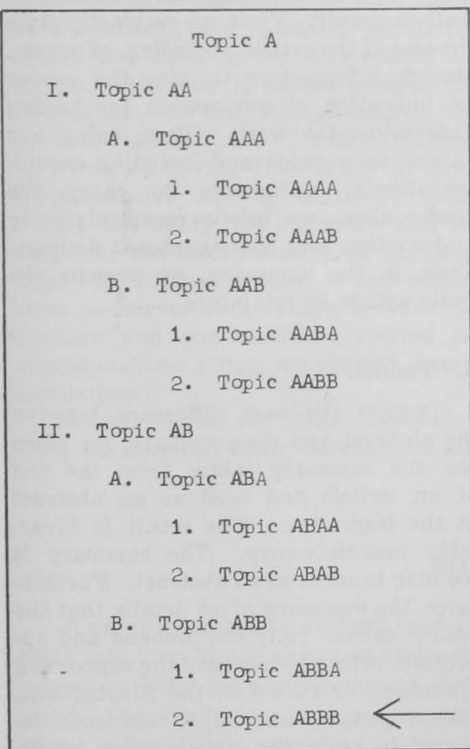 Topic A
I. Topic AA
A. Topic AAA
1. Topic AAAA
2. Topic AAAB
B. Topic AAB
1. Topic AABA
2. Topic AABB
II. Topic AB
A. Topic ABA
1. Topic ABAA
2. Topic ABAB
B. Topic ABB
1. Topic ABBA
2. Topic ABBB